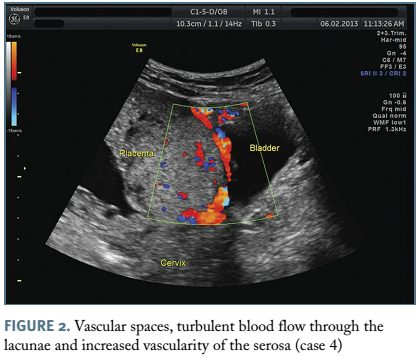 Voluson
E8
C1-5-D/OB
MI 1.1
10.3cm / 1.1 / 14Hz
TIb 0.3
06.02.2013
11:13:26 AM
Voluson
E8
2+3.Trim.
Har-mid
95
Gn -4
C6 / M7
FF3 / E3
SRI II 3 / CRI 2
100 ü
Gn -0.6
Frq mid
Qual norm
WMF low1
PRF 1.3kHz
Placenta
Bladder
Cervix
FIGURE 2. Vascular spaces, turbulent blood flow through the
lacunae and increased vascularity of the serosa (case 4)